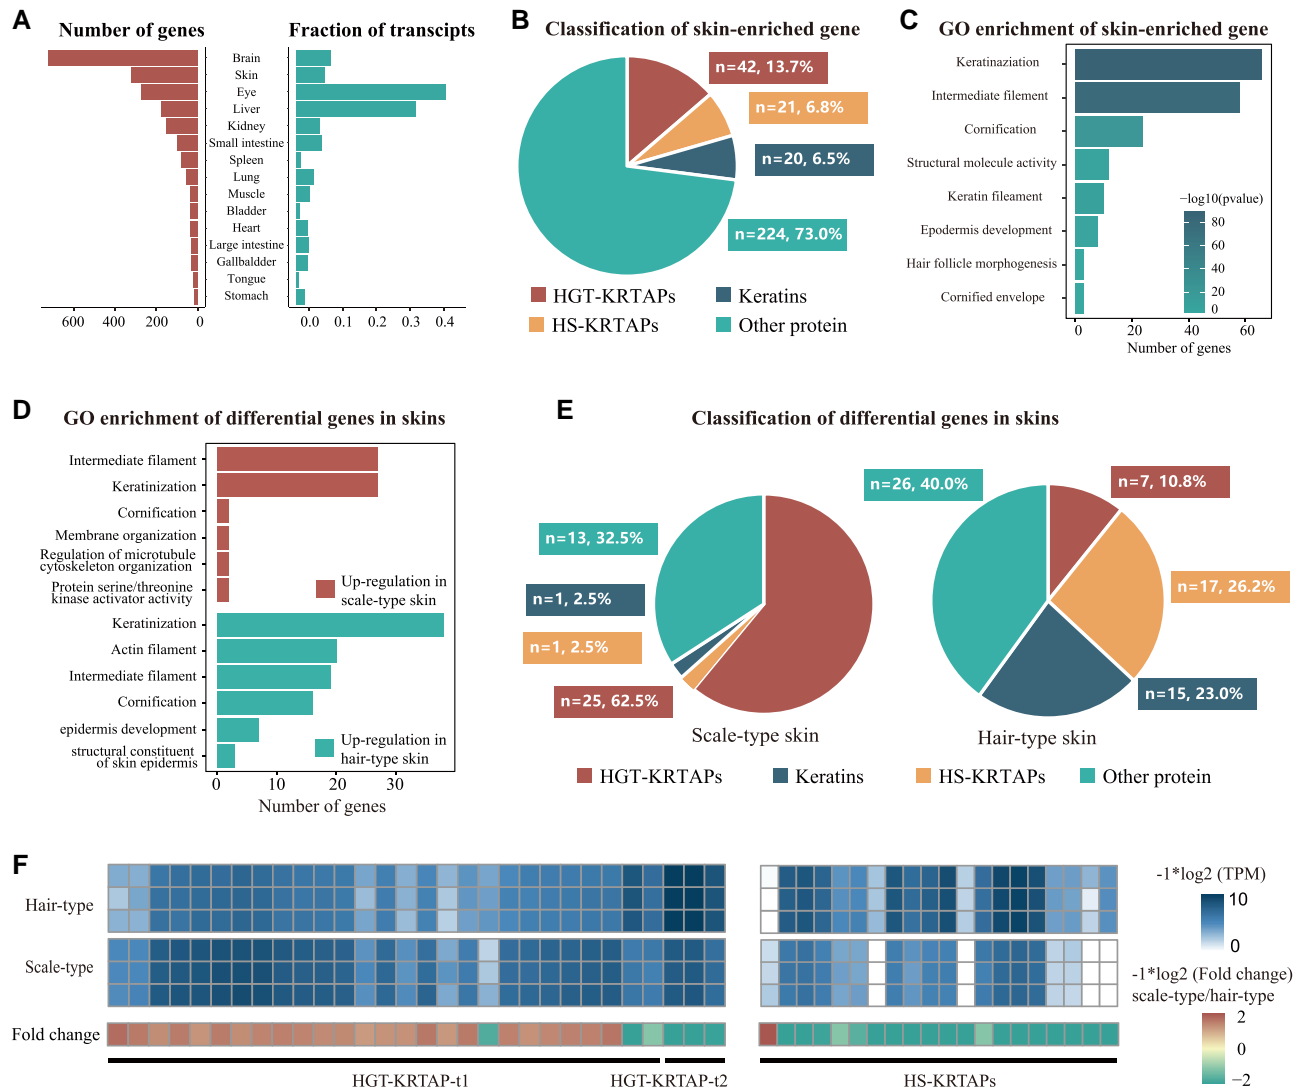 A
Number of genes
Fraction of transcipts
Brain
Skin
Eye
Liver
Kidney
Small intestine
Spleen
Lung
Muscle
Bladder
Heart
Large intestine
Gallbaldder
Tongue
Stomach
600
200
0
0.0
0.1
0.2
0.3
0.4
B
Classification of skin-enriched gene
n=42, 13.7%
n=21, 6.8%
n=20, 6.5%
n=224, 73.0%
HGT-KRTAPs
Keratins
HS-KRTAPs
Other protein
C
GO enrichment of skin-enriched gene
Keratinaziation
Intermediate filement
Cornification
Structural molecule activity
Keratin fileament
Epodermis development
Hair follicle morphogenesis
Cornified envelope
−log10(pvalue)
80
60
40
20
0
0
20
40
60
Number of genes
D
GO enrichment of differential genes in skins
Intermediate filament
Keratinization
Cornification
Membrane organization
Regulation of microtubule
cytoskeleton organization
Protein serine/threonine
kinase activator activity
Keratinization
Actin filament
Intermediate filament
Cornification
epidermis development
structural constituent
of skin epidermis
Up-regulation in
scale-type skin
Up-regulation in
hair-type skin
0
10
20
30
Number of genes
E
Classification of differential genes in skins
n=13, 32.5%
n=1, 2.5%
n=1, 2.5%
n=25, 62.5%
Scale-type skin
n=26, 40.0%
n=7, 10.8%
n=17, 26.2%
n=15, 23.0%
Hair-type skin
HGT-KRTAPs
Keratins
HS-KRTAPs
Other protein
F
Hair-type
Scale-type
Fold change
HGT-KRTAP-t1
HGT-KRTAP-t2
HS-KRTAPs
-1*log2 (TPM)
10
0
-1*log2 (Fold change)
scale-type/hair-type
2
0
−2